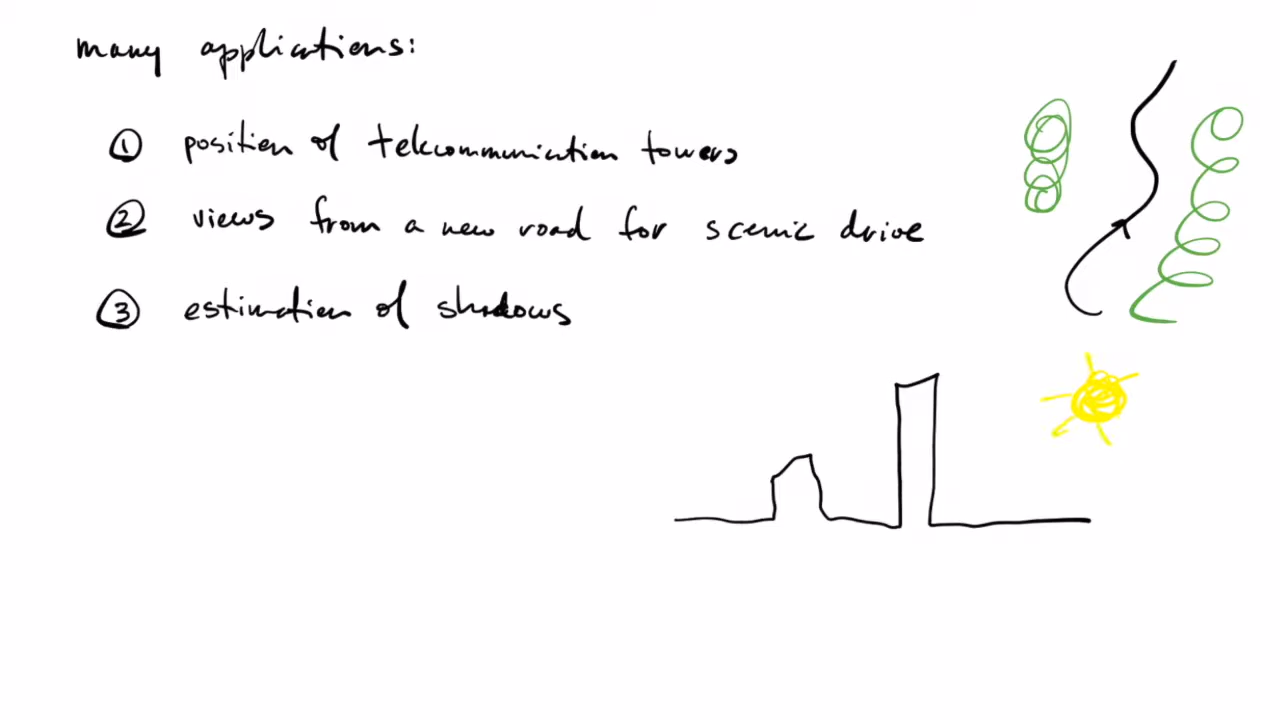 many applications:
① position of telecommunication towers
② views from a new road for scenic drive
③ estimation of shadows